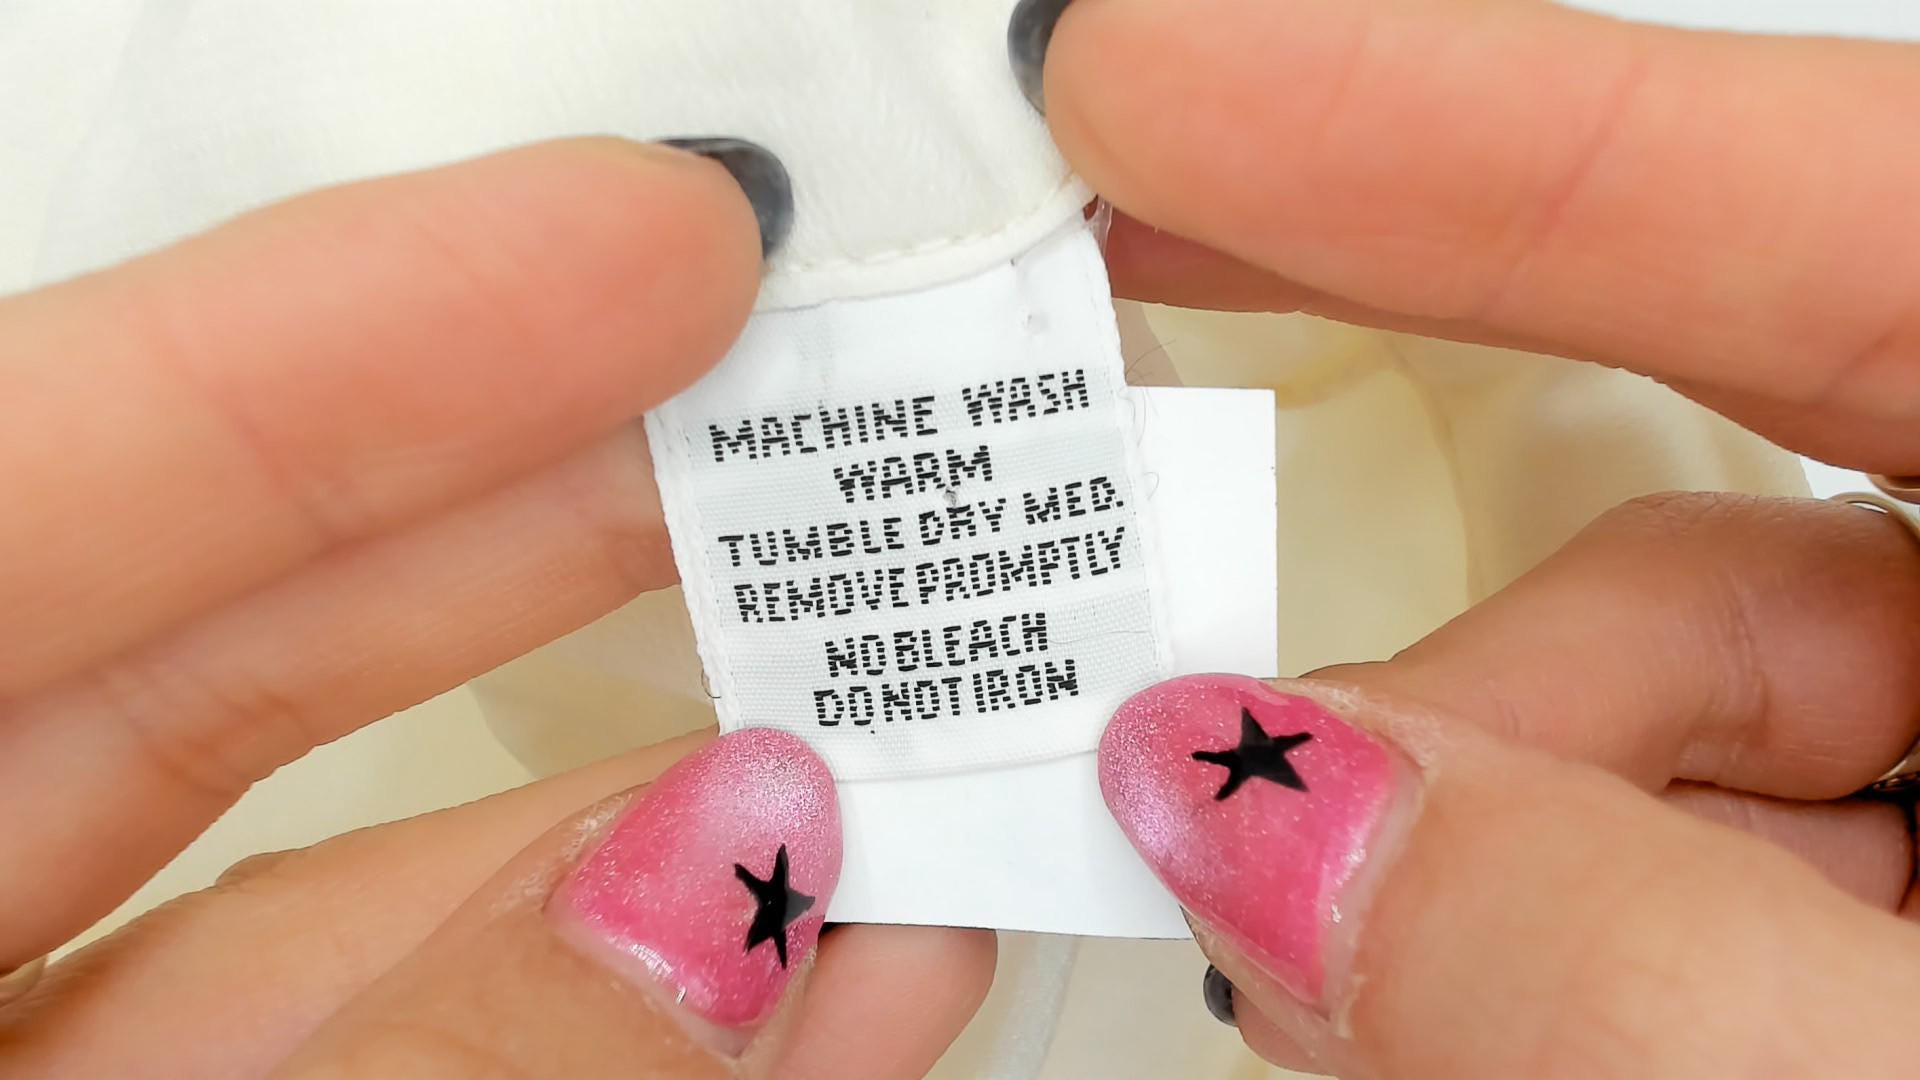 MACHINE WASH
WARM
TUMBLE DRY MED.
REMOVE PROMPTLY
NO BLEACH
DO NOT IRON